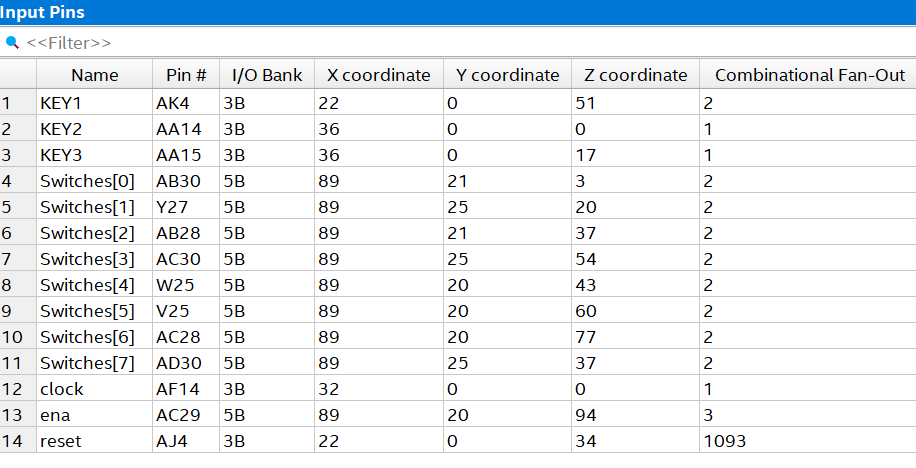 Input Pins
<<Filter>>
Name Pin # I/O Bank X coordinate Y coordinate Z coordinate Combinational Fan-Out
1 KEY1 AK4 3B 22 0 51 2
2 KEY2 AA14 3B 36 0 0 1
3 KEY3 AA15 3B 36 0 17 1
4 Switches[0] AB30 5B 89 21 3 2
5 Switches[1] Y27 5B 89 25 20 2
6 Switches[2] AB28 5B 89 21 37 2
7 Switches[3] AC30 5B 89 25 54 2
8 Switches[4] W25 5B 89 20 43 2
9 Switches[5] V25 5B 89 20 60 2
10 Switches[6] AC28 5B 89 20 77 2
11 Switches[7] AD30 5B 89 25 37 2
12 clock AF14 3B 32 0 0 1
13 ena AC29 5B 89 20 94 3
14 reset AJ4 3B 22 0 34 1093